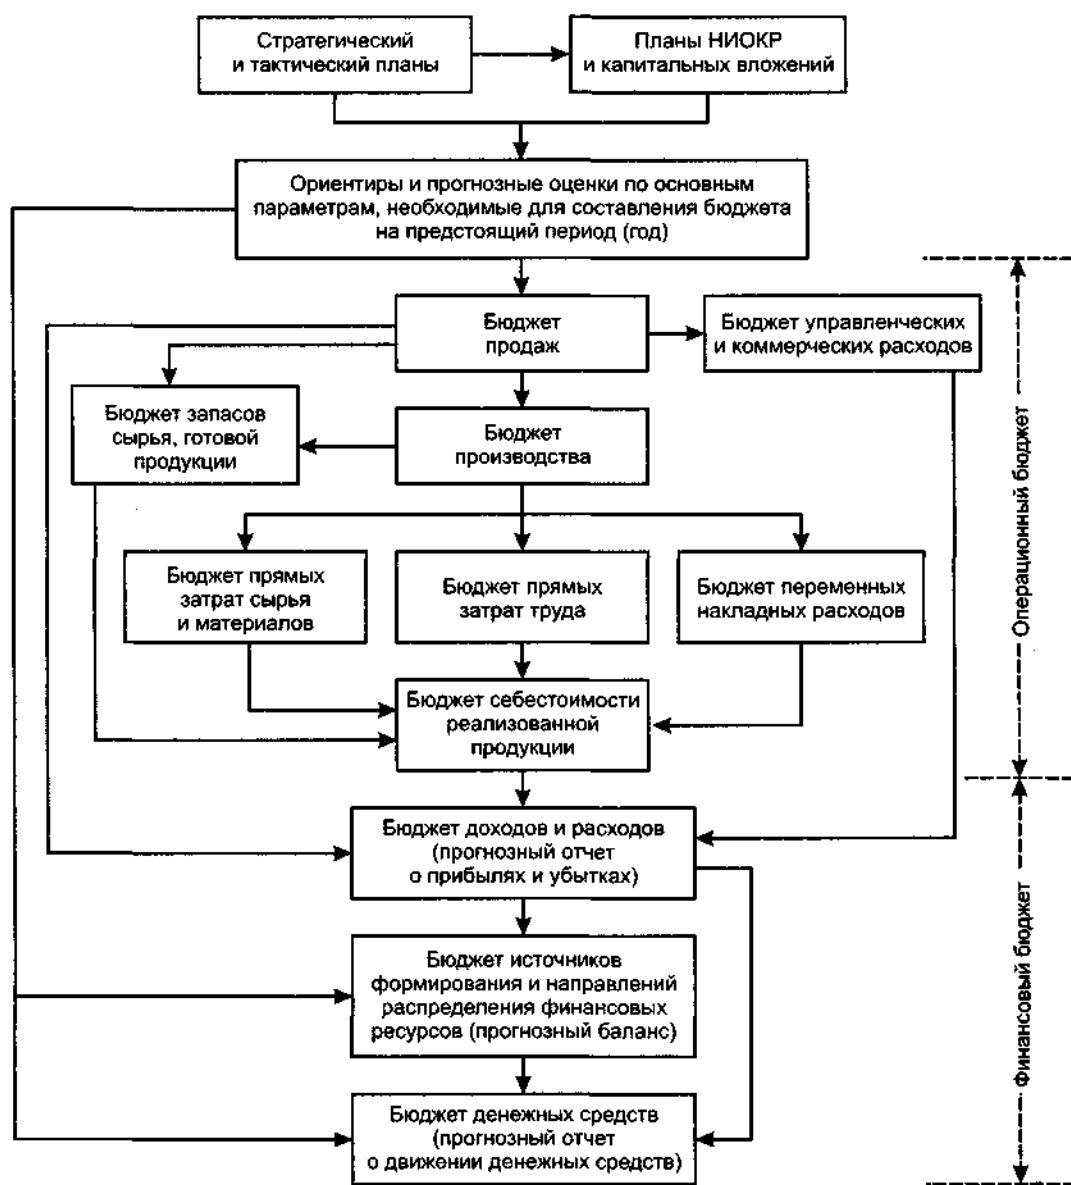 Стратегический
и тактический планы
Планы НИОКР
и капитальных вложений
Ориентиры и прогнозные оценки по основным
параметрам, необходимые для составления бюджета
на предстоящий период (год)
Бюджет
продаж
Бюджет управленческих
и коммерческих расходов
Бюджет запасов
сырья, готовой
продукции
Бюджет
производства
Бюджет прямых
затрат сырья
и материалов
Бюджет прямых
затрат труда
Бюджет переменных
накладных расходов
Бюджет себестоимости
реализованной
продукции
Операционный бюджет
Бюджет доходов и расходов
(прогнозный отчет
о прибылях и убытках)
Бюджет источников
формирования и направлений
распределения финансовых
ресурсов (прогнозный баланс)
Бюджет денежных средств
(прогнозный отчет
о движении денежных средств)
Финансовый бюджет